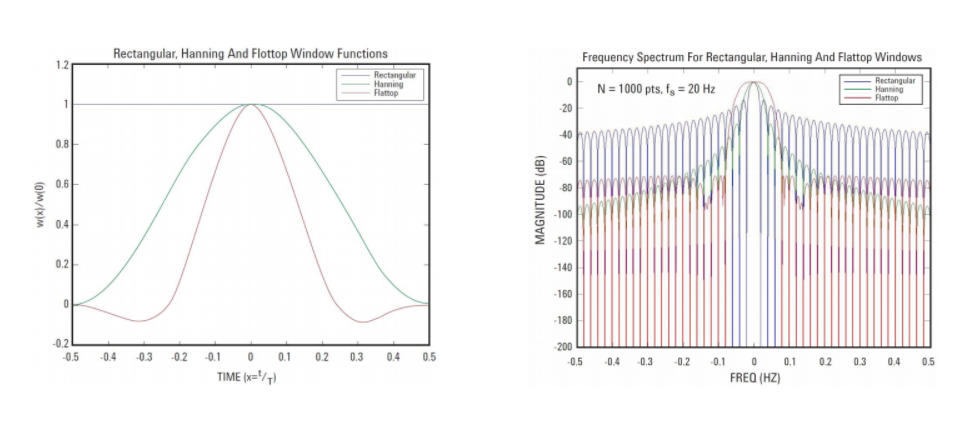 Rectangular, Hanning And Flottop Window Functions
1.2
1
0.8
0.6
0.4
0.2
0
-0.2
w(x)/w(0)
Rectangular
Hanning
Flattop
-0.5 -0.4 -0.3 -0.2 -0.1 0 0.1 0.2 0.3 0.4 0.5
TIME (x=t/T)
Frequency Spectrum For Rectangular, Hanning And Flattop Windows
0
-20
-40
-60
-80
-100
-120
-140
-160
-180
-200
MAGNITUDE (dB)
N = 1000 pts, fs = 20 Hz
Rectangular
Hanning
Flattop
-0.5 -0.4 -0.3 -0.2 -0.1 0 0.1 0.2 0.3 0.4 0.5
FREQ (HZ)